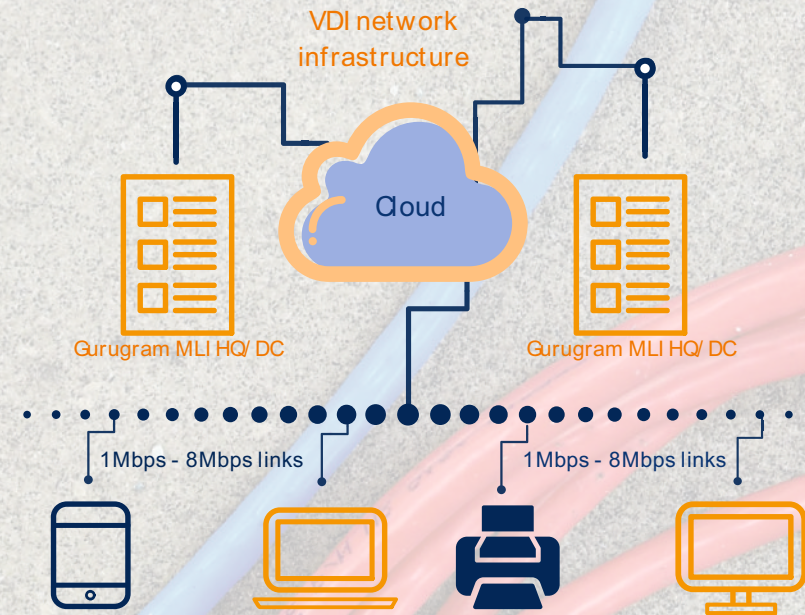 VDI network
infrastructure
Cloud
Gurugram MLI HQ/ DC
Gurugram MLI HQ/ DC
1Mbps - 8Mbps links
1Mbps - 8Mbps links